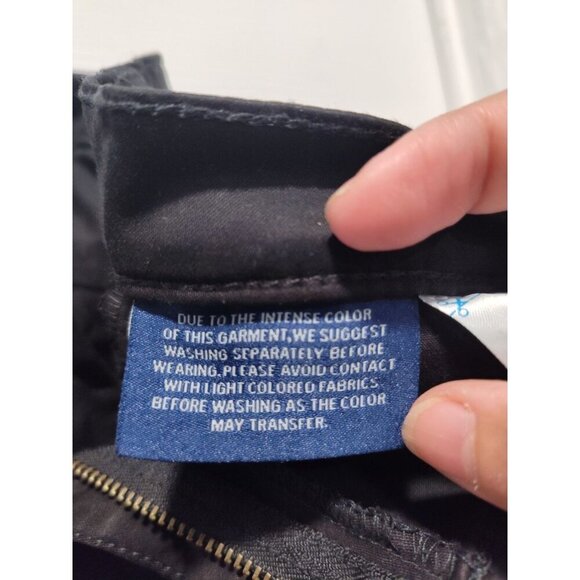 DUE TO THE INTENSE COLOR
OF THIS GARMENT,WE SUGGEST
WASHING SEPARATELY BEFORE
WEARING.PLEASE AVOID CONTACT
WITH LIGHT COLORED FABRICS
BEFORE WASHING AS THE COLOR
MAY TRANSFER.